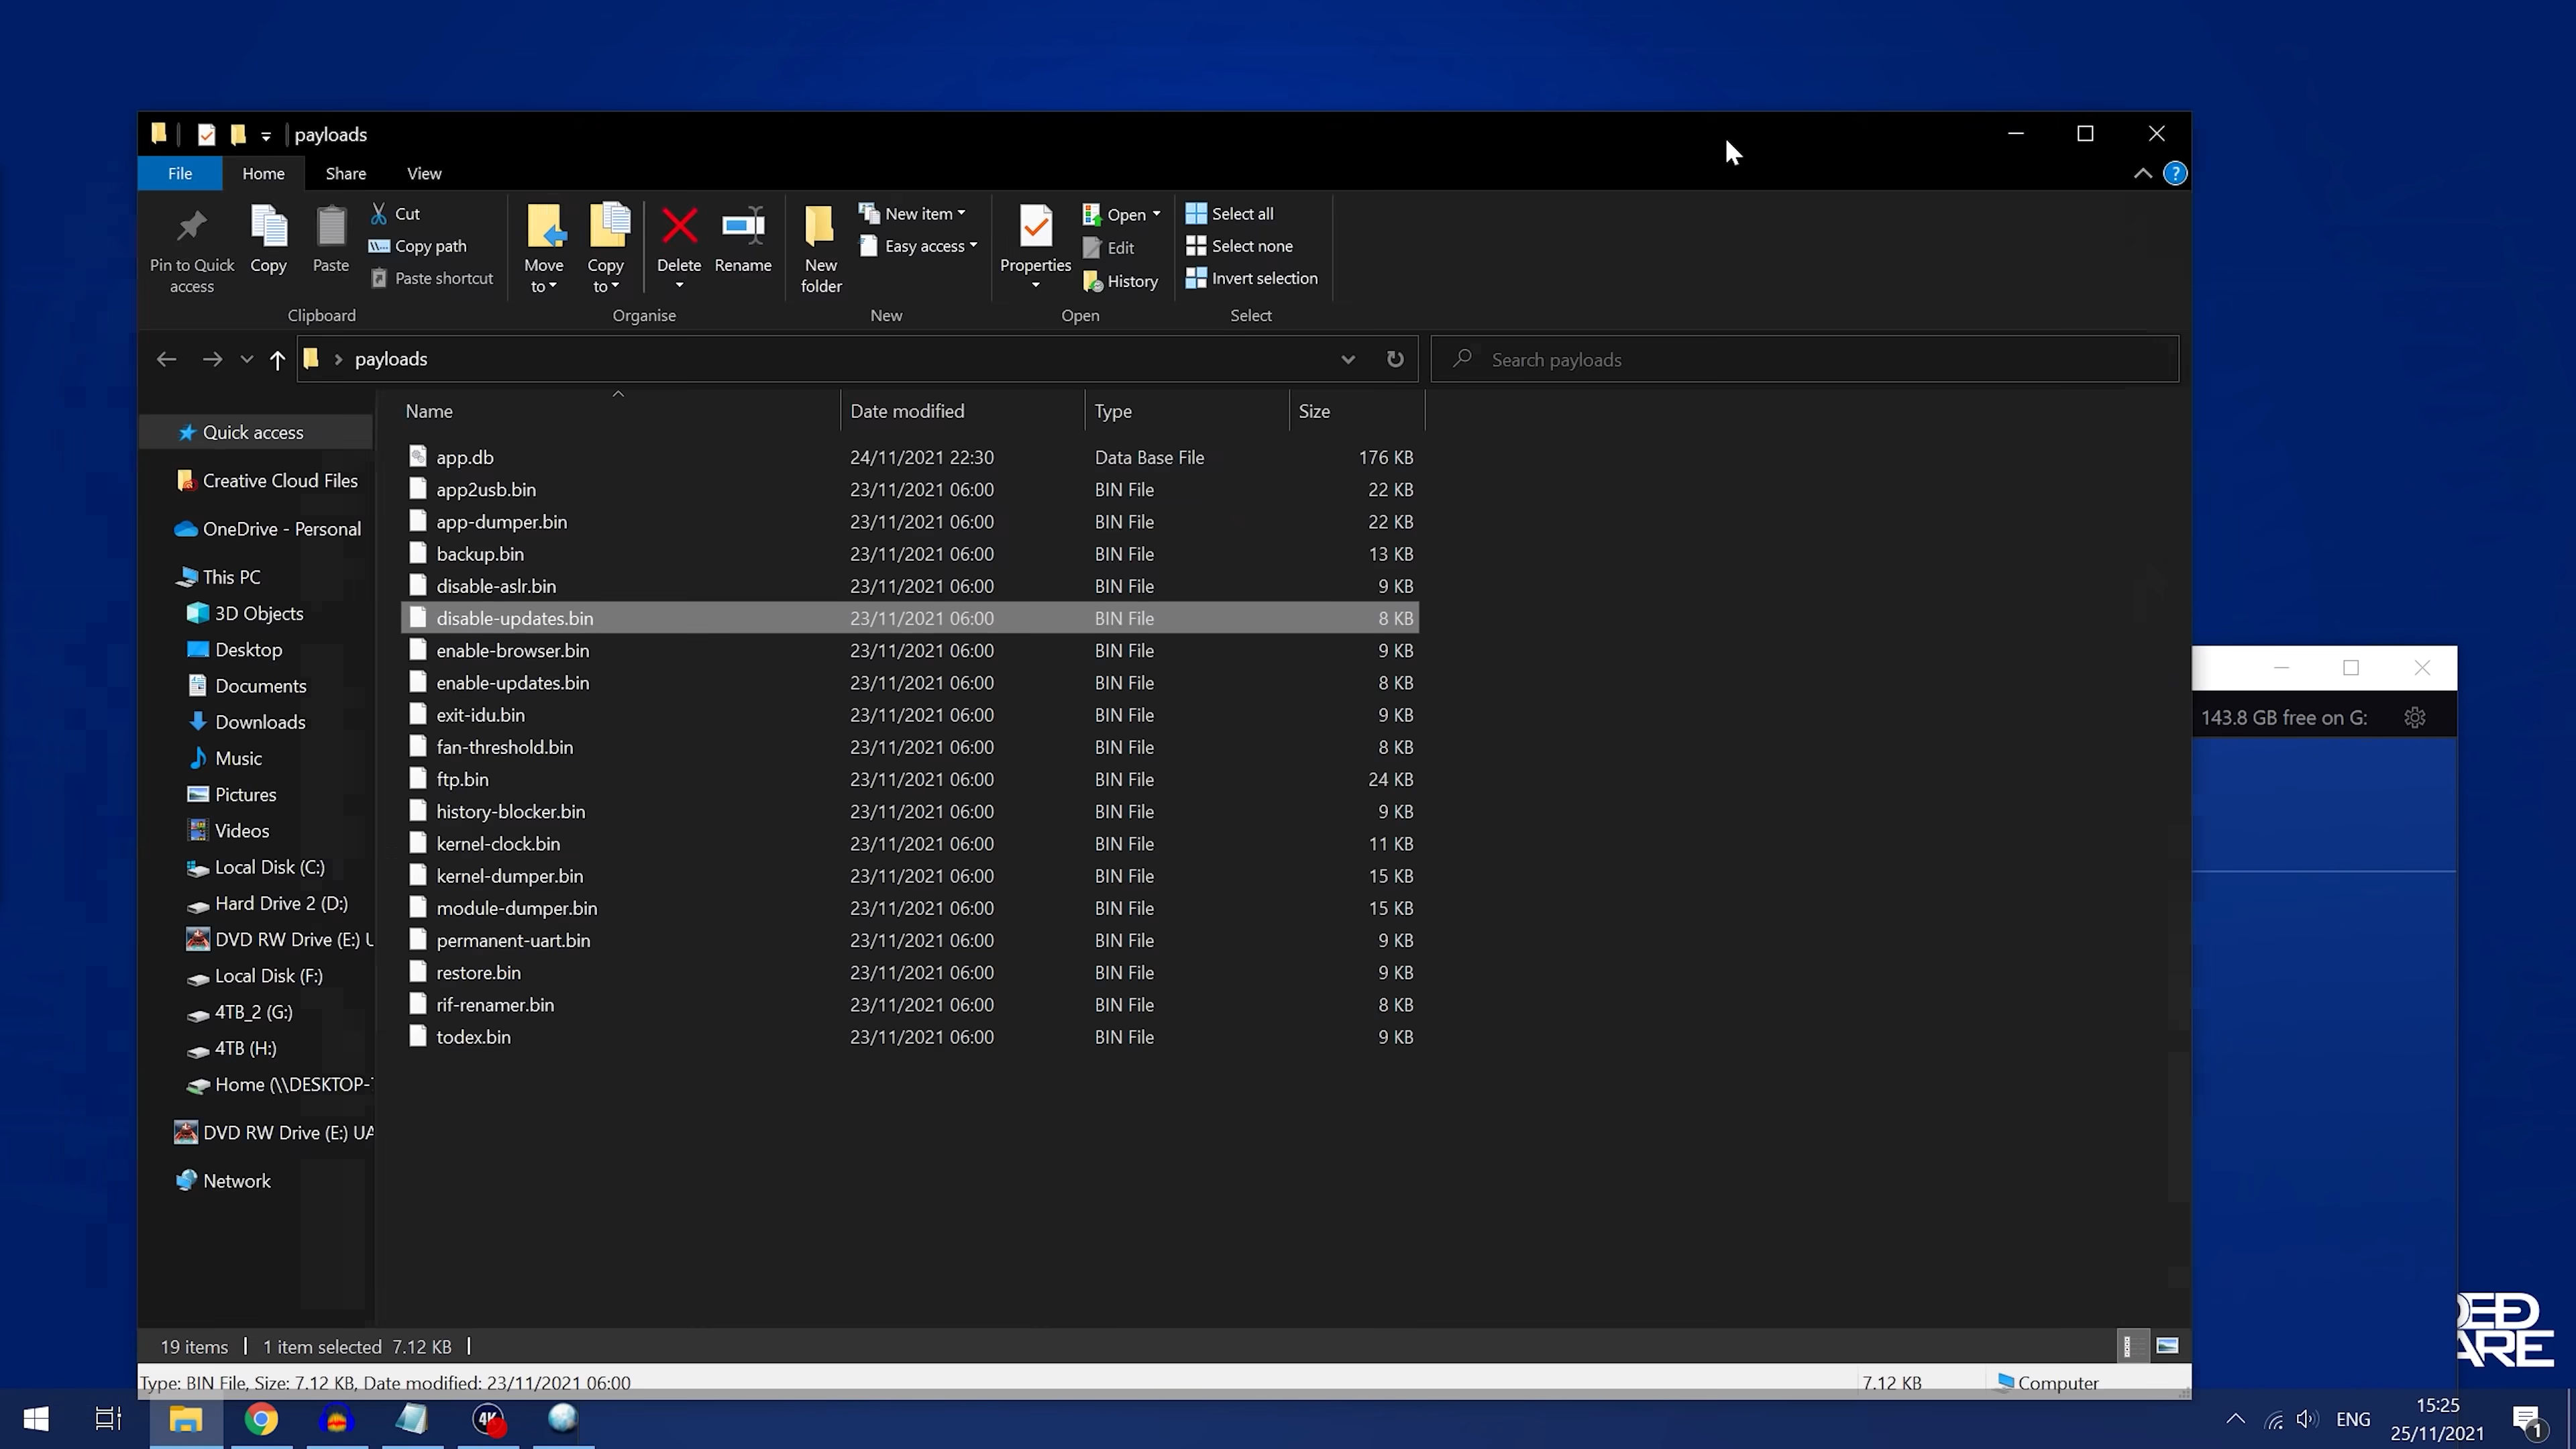 payloads
File Home Share View
Pin to Quick access
Copy
Paste
Cut
Copy path
Paste shortcut
Clipboard
Move to
Copy to
Delete
Rename
Organise
New folder
New item
Easy access
New
Properties
Open
Edit
History
Open
Select all
Select none
Invert selection
Select
payloads
Search payloads
Quick access
Creative Cloud Files
OneDrive - Personal
This PC
3D Objects
Desktop
Documents
Downloads
Music
Pictures
Videos
Local Disk (C:)
Hard Drive 2 (D:)
DVD RW Drive (E:) U
Local Disk (F:)
4TB_2 (G:)
4TB (H:)
Home (\\DESKTOP-
DVD RW Drive (E:) UA
Network
Name Date modified Type Size
app.db 24/11/2021 22:30 Data Base File 176 KB
app2usb.bin 23/11/2021 06:00 BIN File 22 KB
app-dumper.bin 23/11/2021 06:00 BIN File 22 KB
backup.bin 23/11/2021 06:00 BIN File 13 KB
disable-aslr.bin 23/11/2021 06:00 BIN File 9 KB
disable-updates.bin 23/11/2021 06:00 BIN File 8 KB
enable-browser.bin 23/11/2021 06:00 BIN File 9 KB
enable-updates.bin 23/11/2021 06:00 BIN File 8 KB
exit-idu.bin 23/11/2021 06:00 BIN File 9 KB
fan-threshold.bin 23/11/2021 06:00 BIN File 8 KB
ftp.bin 23/11/2021 06:00 BIN File 24 KB
history-blocker.bin 23/11/2021 06:00 BIN File 9 KB
kernel-clock.bin 23/11/2021 06:00 BIN File 11 KB
kernel-dumper.bin 23/11/2021 06:00 BIN File 15 KB
module-dumper.bin 23/11/2021 06:00 BIN File 15 KB
permanent-uart.bin 23/11/2021 06:00 BIN File 9 KB
restore.bin 23/11/2021 06:00 BIN File 9 KB
rif-renamer.bin 23/11/2021 06:00 BIN File 8 KB
todex.bin 23/11/2021 06:00 BIN File 9 KB
143.8 GB free on G:
19 items 1 item selected 7.12 KB
Type: BIN File, Size: 7.12 KB, Date modified: 23/11/2021 06:00 7.12 KB Computer
4K
ENG
15:25
25/11/2021
1